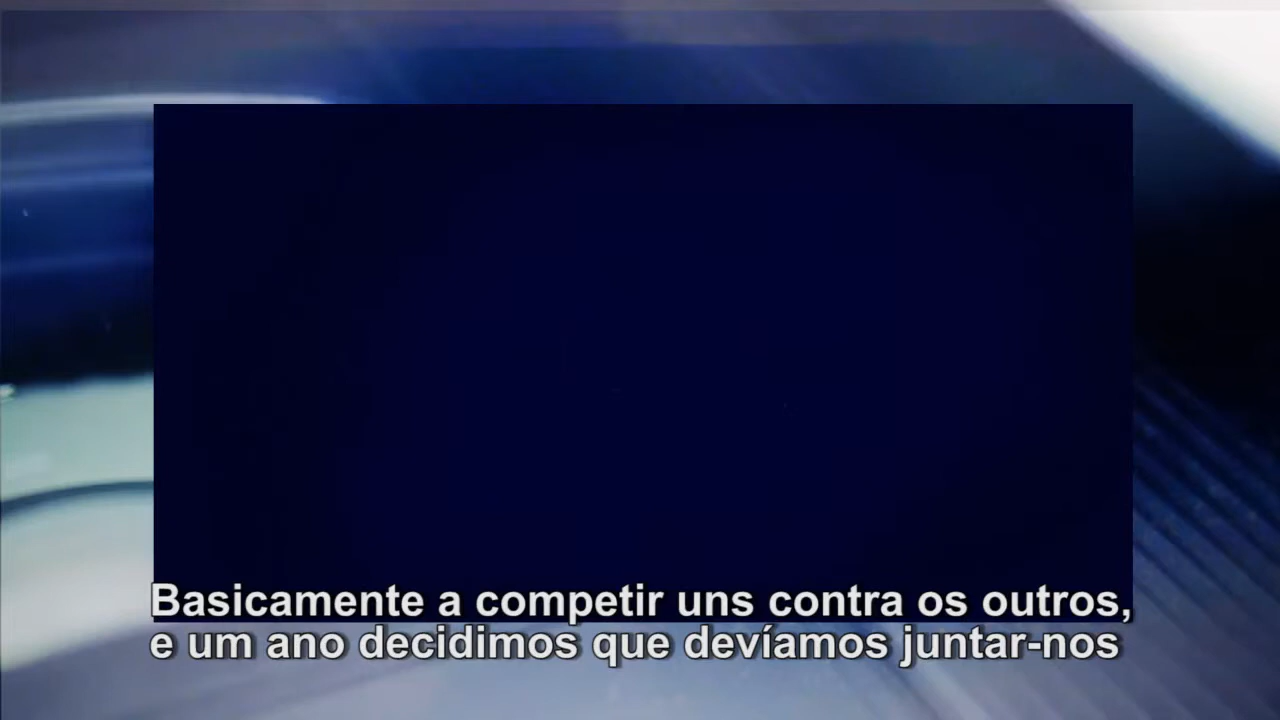 Basicamente a competir uns contra os outros,
e um ano decidimos que devíamos juntar-nos